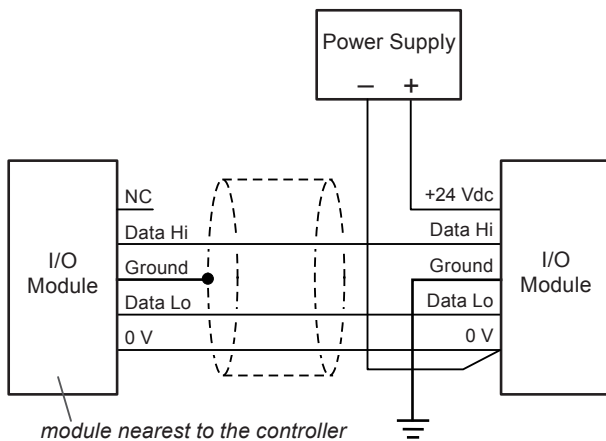 Power Supply
– +
NC
Data Hi
Ground
Data Lo
0 V
I/O
Module
+24 Vdc
Data Hi
Ground
Data Lo
0 V
I/O
Module
module nearest to the controller